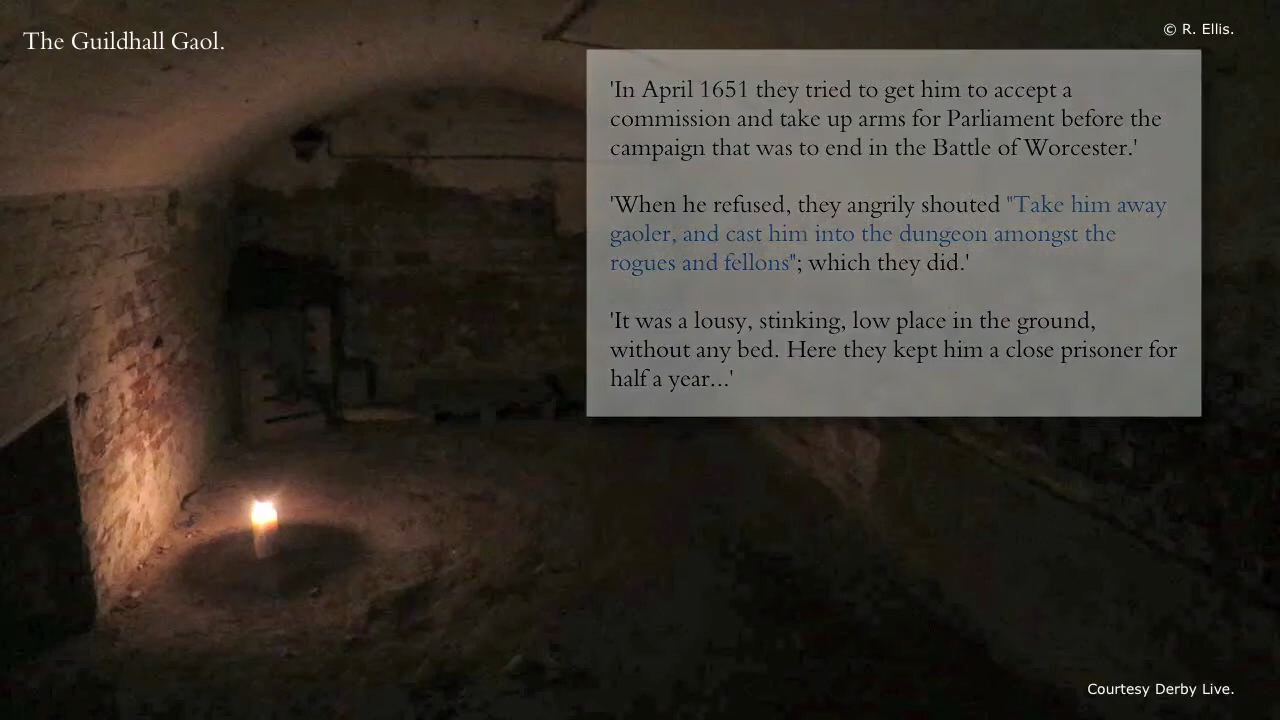 The Guildhall Gaol.
© R. Ellis.
'In April 1651 they tried to get him to accept a
commission and take up arms for Parliament before the
campaign that was to end in the Battle of Worcester.'
'When he refused, they angrily shouted "Take him away
gaoler, and cast him into the dungeon amongst the
rogues and fellons"; which they did.'
'It was a lousy, stinking, low place in the ground,
without any bed. Here they kept him a close prisoner for
half a year...'
Courtesy Derby Live.